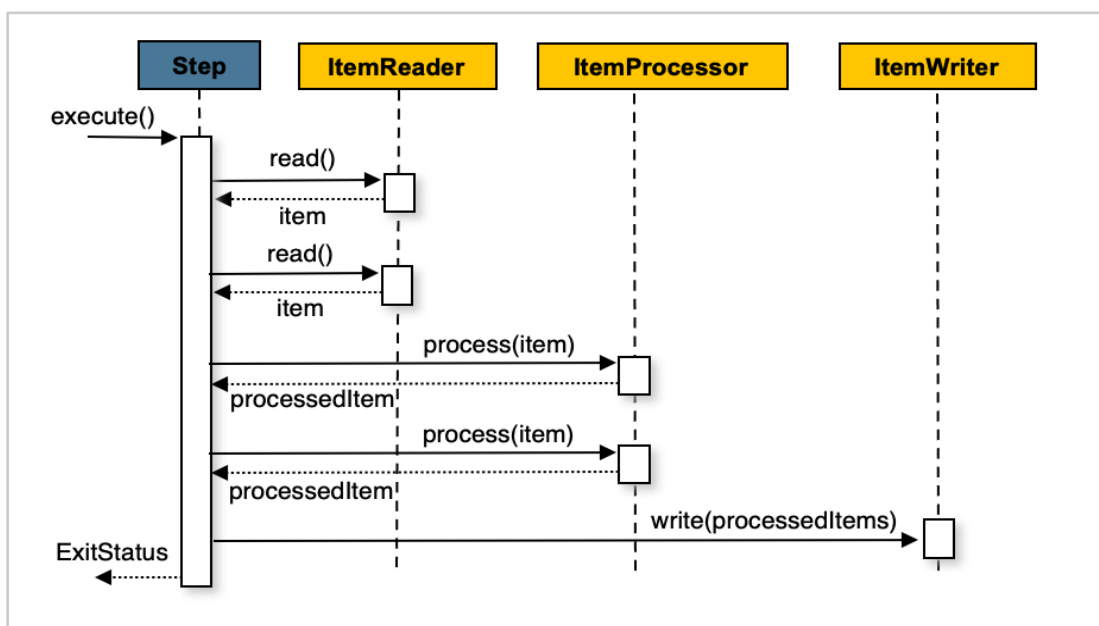 Step
ItemReader
ItemProcessor
ItemWriter
execute()
read()
item
read()
item
process(item)
processedItem
process(item)
processedItem
write(processedItems)
ExitStatus